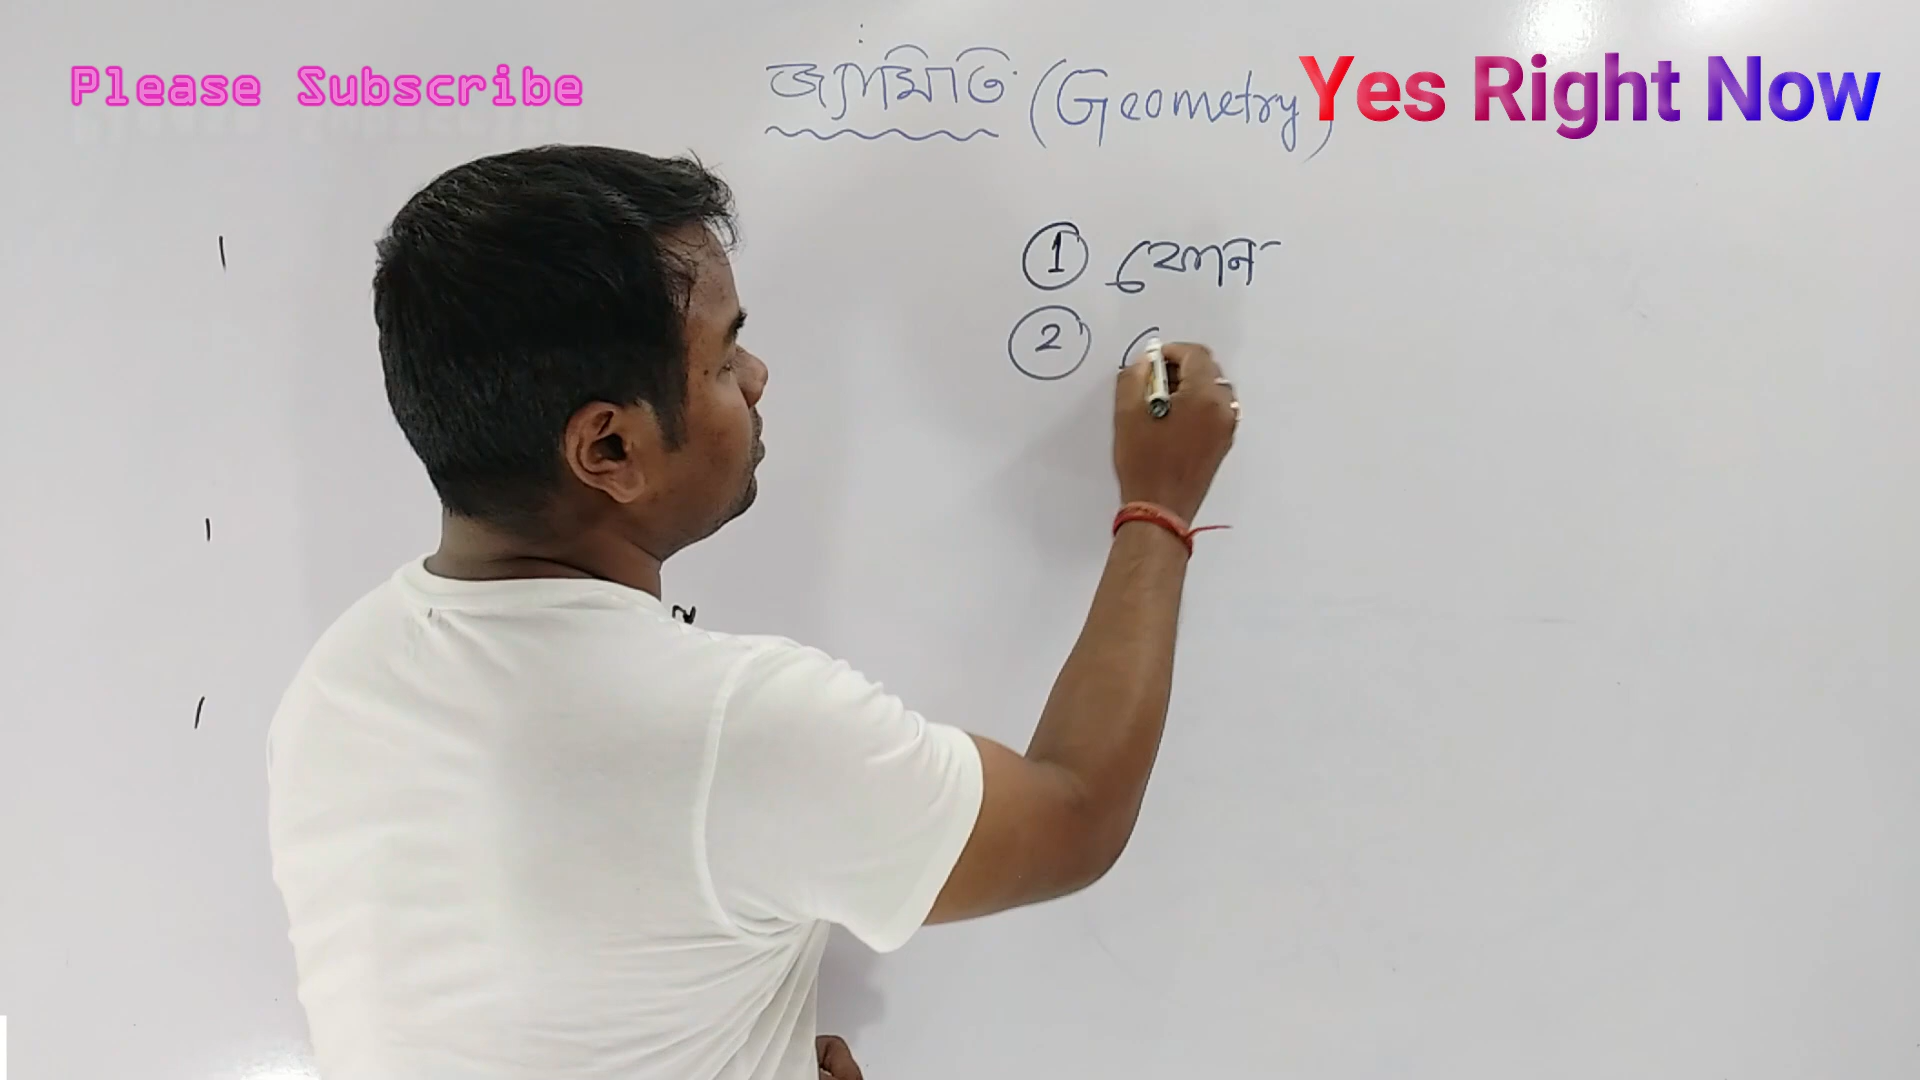 Please Subscribe
জ্যামিতি (Geometry)
Yes Right Now
① কোন
②